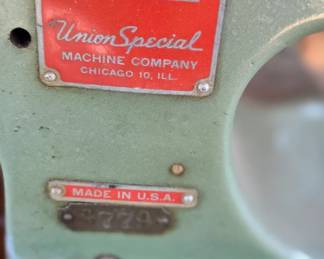 Union Special
MACHINE COMPANY
CHICAGO 10, ILL.
MADE IN U.S.A.